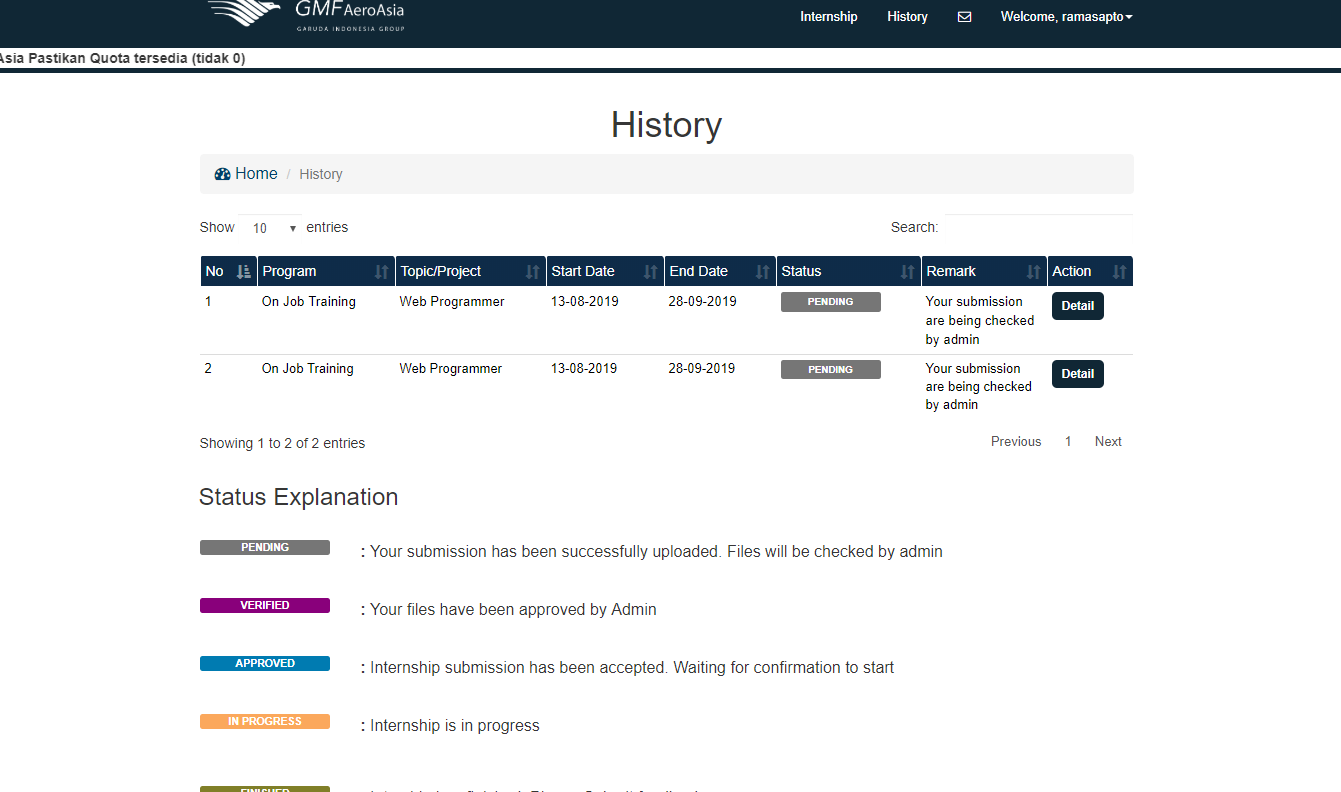 GMF AeroAsia
GARUDA INDONESIA GROUP
Internship History Welcome, ramasapto
Asia Pastikan Quota tersedia (tidak 0)
History
Home / History
Show 10 entries Search:
No Program Topic/Project Start Date End Date Status Remark Action
1 On Job Training Web Programmer 13-08-2019 28-09-2019 PENDING Your submission Detail
are being checked
by admin
2 On Job Training Web Programmer 13-08-2019 28-09-2019 PENDING Your submission Detail
are being checked
by admin
Showing 1 to 2 of 2 entries Previous 1 Next
Status Explanation
PENDING : Your submission has been successfully uploaded. Files will be checked by admin
VERIFIED : Your files have been approved by Admin
APPROVED : Internship submission has been accepted. Waiting for confirmation to start
IN PROGRESS : Internship is in progress
FINISHED